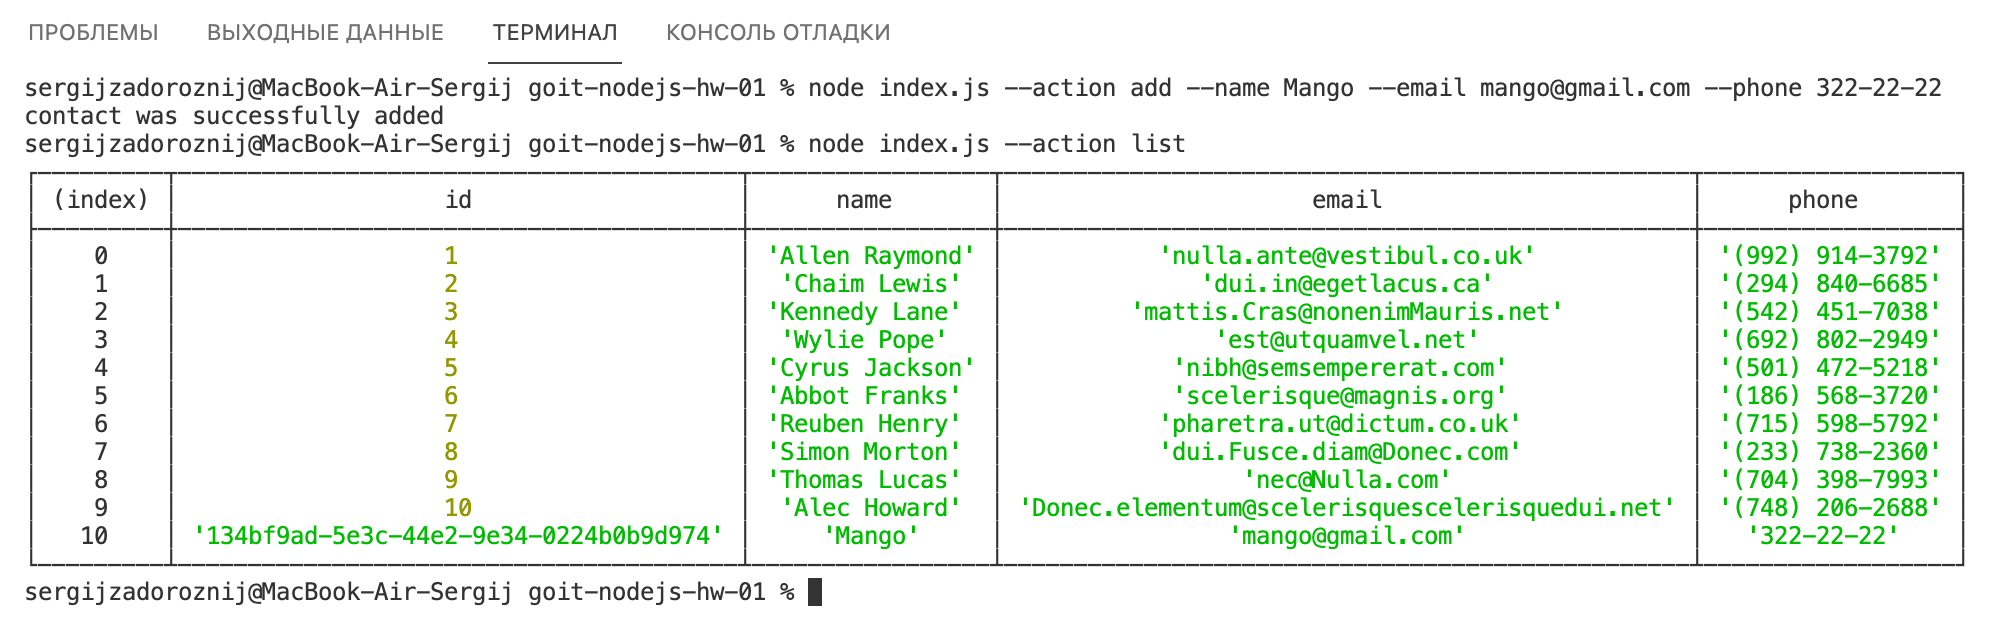 ПРОБЛЕМЫ ВЫХОДНЫЕ ДАННЫЕ ТЕРМИНАЛ КОНСОЛЬ ОТЛАДКИ
sergijzadoroznij@MacBook-Air-Sergij goit-nodejs-hw-01 % node index.js --action add --name Mango --email mango@gmail.com --phone 322-22-22
contact was successfully added
sergijzadoroznij@MacBook-Air-Sergij goit-nodejs-hw-01 % node index.js --action list
(index) id name email phone
0 1 'Allen Raymond' 'nulla.ante@vestibul.co.uk' '(992) 914-3792'
1 2 'Chaim Lewis' 'dui.in@egetlacus.ca' '(294) 840-6685'
2 3 'Kennedy Lane' 'mattis.Cras@nonenimMauris.net' '(542) 451-7038'
3 4 'Wylie Pope' 'est@utquamvel.net' '(692) 802-2949'
4 5 'Cyrus Jackson' 'nibh@semsempererat.com' '(501) 472-5218'
5 6 'Abbot Franks' 'scelerisque@magnis.org' '(186) 568-3720'
6 7 'Reuben Henry' 'pharetra.ut@dictum.co.uk' '(715) 598-5792'
7 8 'Simon Morton' 'dui.Fusce.diam@Donec.com' '(233) 738-2360'
8 9 'Thomas Lucas' 'nec@Nulla.com' '(704) 398-7993'
9 10 'Alec Howard' 'Donec.elementum@scelerisquescelerisquedui.net' '(748) 206-2688'
10 '134bf9ad-5e3c-44e2-9e34-0224b0b9d974' 'Mango' 'mango@gmail.com' '322-22-22'
sergijzadoroznij@MacBook-Air-Sergij goit-nodejs-hw-01 %